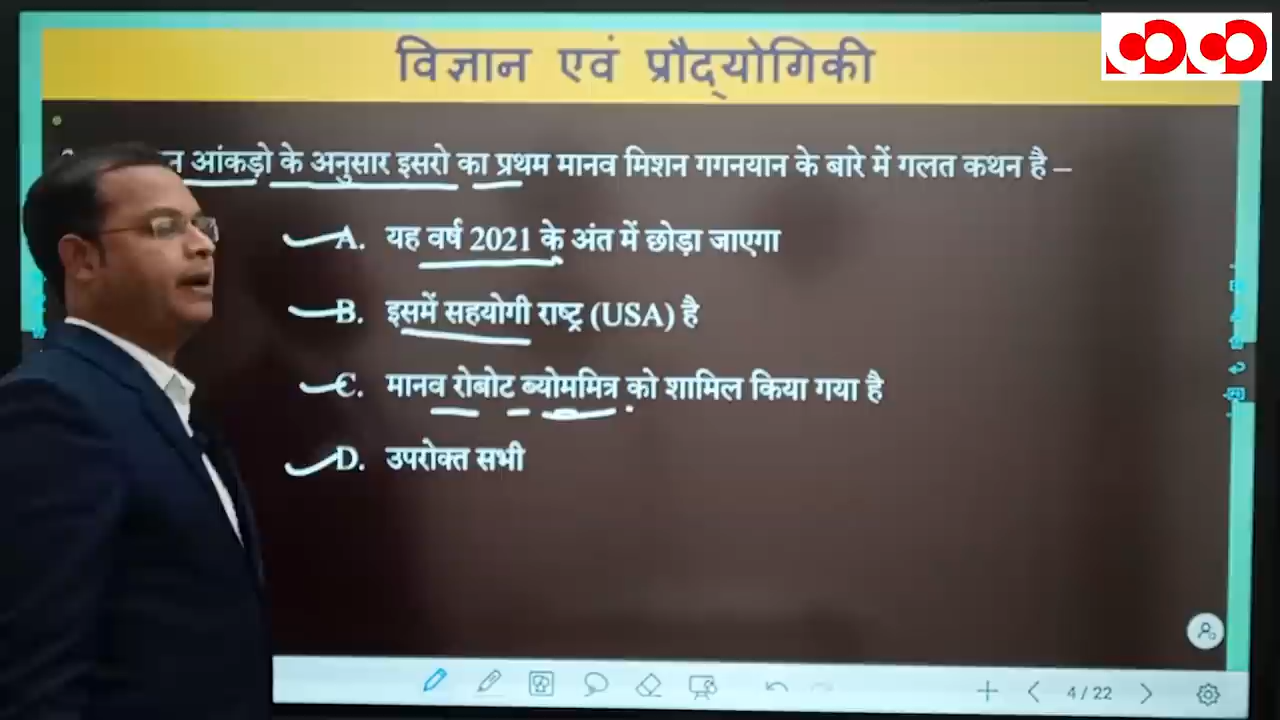 विज्ञान एवं प्रौद्योगिकी
आंकड़ो के अनुसार इसरो का प्रथम मानव मिशन गगनयान के बारे में गलत कथन है –
A. यह वर्ष 2021 के अंत में छोड़ा जाएगा
B. इसमें सहयोगी राष्ट्र (USA) है
C. मानव रोबोट ब्योममित्र को शामिल किया गया है
D. उपरोक्त सभी
4 / 22